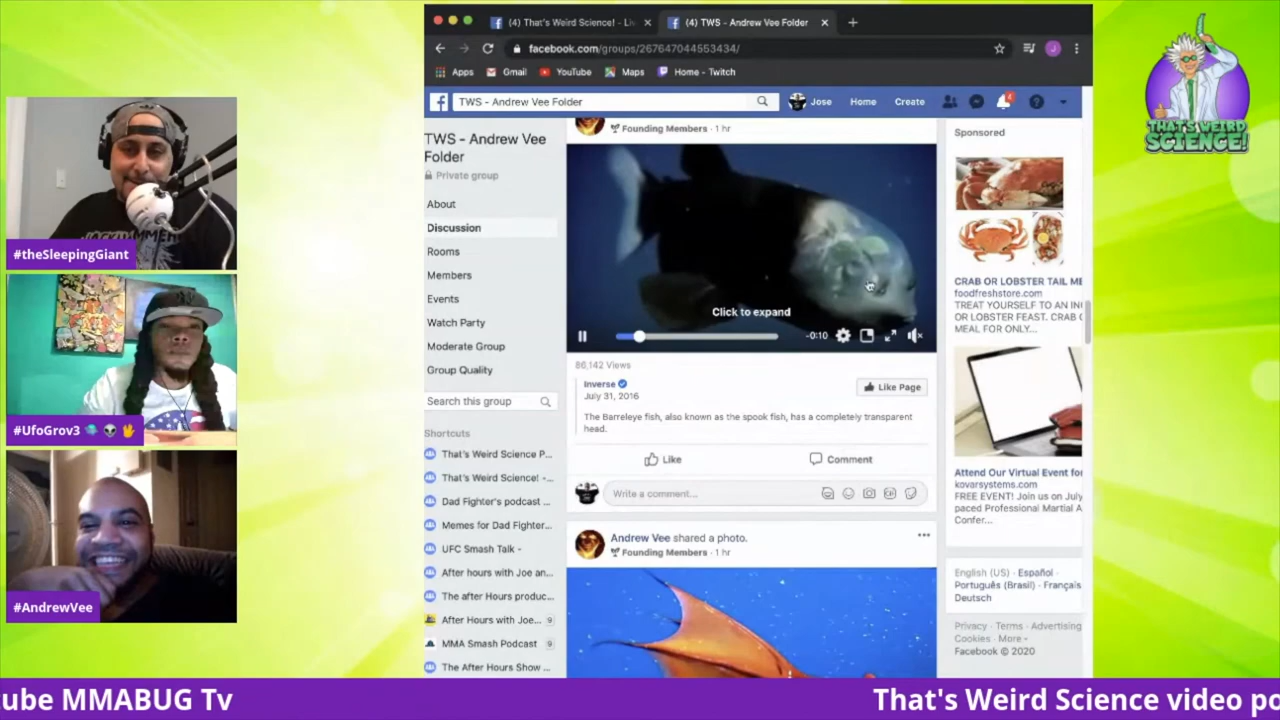 #theSleepingGiant
#UfoGrov3
#AndrewVee
(4) That's Weird Science! - Li
(4) TWS - Andrew Vee Folder
facebook.com/groups/267647044553434/
Apps
Gmail
YouTube
Maps
Home - Twitch
TWS - Andrew Vee Folder
Jose
Home
Create
TWS - Andrew Vee
Folder
Private group
About
Discussion
Rooms
Members
Events
Watch Party
Moderate Group
Group Quality
Search this group
Shortcuts
That's Weird Science P...
That's Weird Science! -...
Dad Fighter's podcast ...
Memes for Dad Fighter...
UFC Smash Talk -
After hours with Joe an...
The after Hours produc...
After Hours with Joe... 9
MMA Smash Podcast 9
The After Hours Show ...
Founding Members · 1 hr
Click to expand
-0:10
86,142 Views
Inverse
July 31, 2016
Like Page
The Barreleye fish, also known as the spook fish, has a completely transparent
head.
Like
Comment
Write a comment...
Andrew Vee shared a photo.
Founding Members · 1 hr
Sponsored
CRAB OR LOBSTER TAIL ME
foodfreshstore.com
TREAT YOURSELF TO AN IN
OR LOBSTER FEAST. CRAB
MEAL FOR ONLY...
Attend Our Virtual Event for
kovarsystems.com
FREE EVENT! Join us on July
paced Professional Martial A
Confer...
English (US) · Español ·
Português (Brasil) · Français
Deutsch
Privacy · Terms · Advertising
Cookies · More
Facebook © 2020
THAT'S WEIRD
SCIENCE!
cube MMABUG Tv
That's Weird Science video po